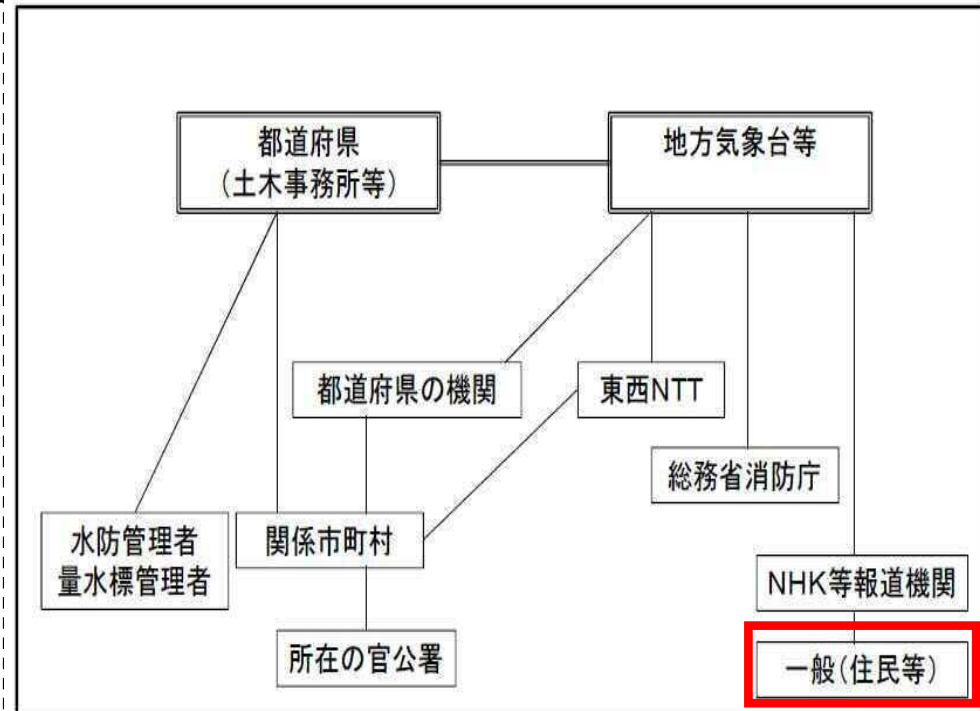 都道府県
(土木事務所等)
地方気象台等
都道府県の機関
東西NTT
総務省消防庁
水防管理者
量水標管理者
関係市町村
NHK等報道機関
所在の官公署
一般(住民等)